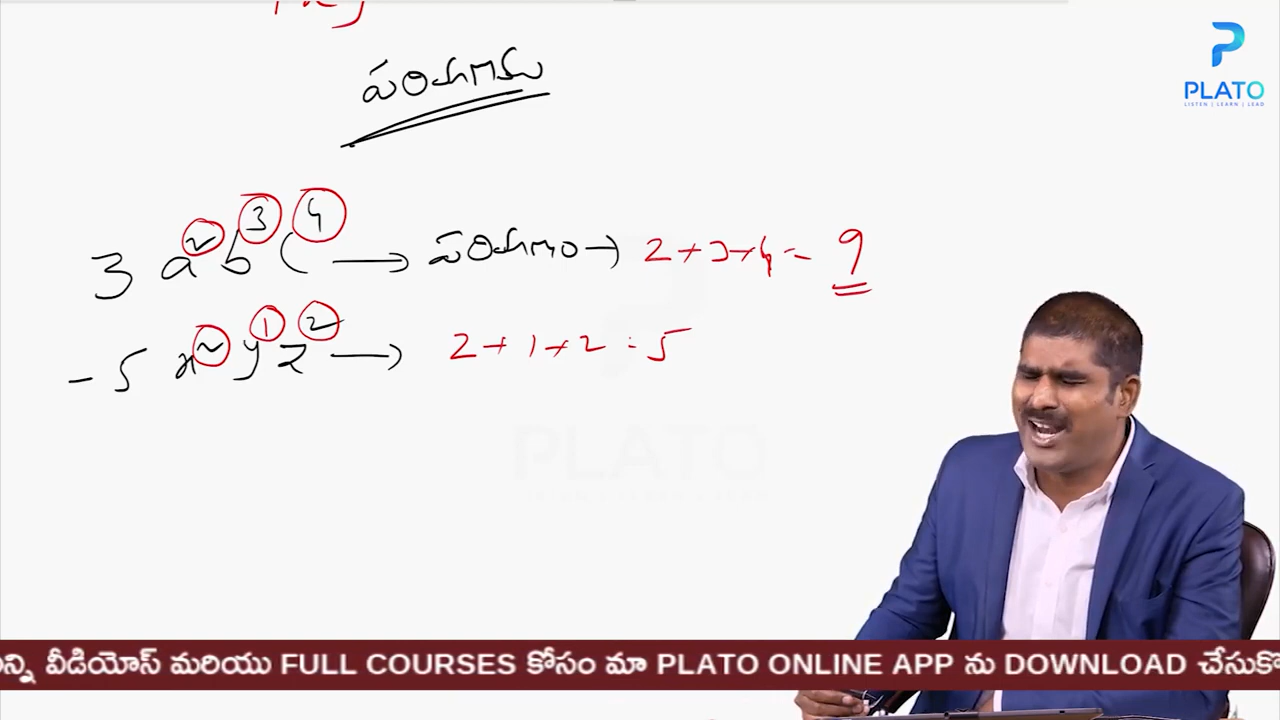 పరిమాణము
PLATO
LISTEN | LEARN | LEAD
3 a²b³c⁴ → పరిమాణం → 2+3+4 = 9
-5 x²y¹z² → 2+1+2 = 5
PLATO
వీడియోస్ మరియు FULL COURSES కోసం మా PLATO ONLINE APP ను DOWNLOAD